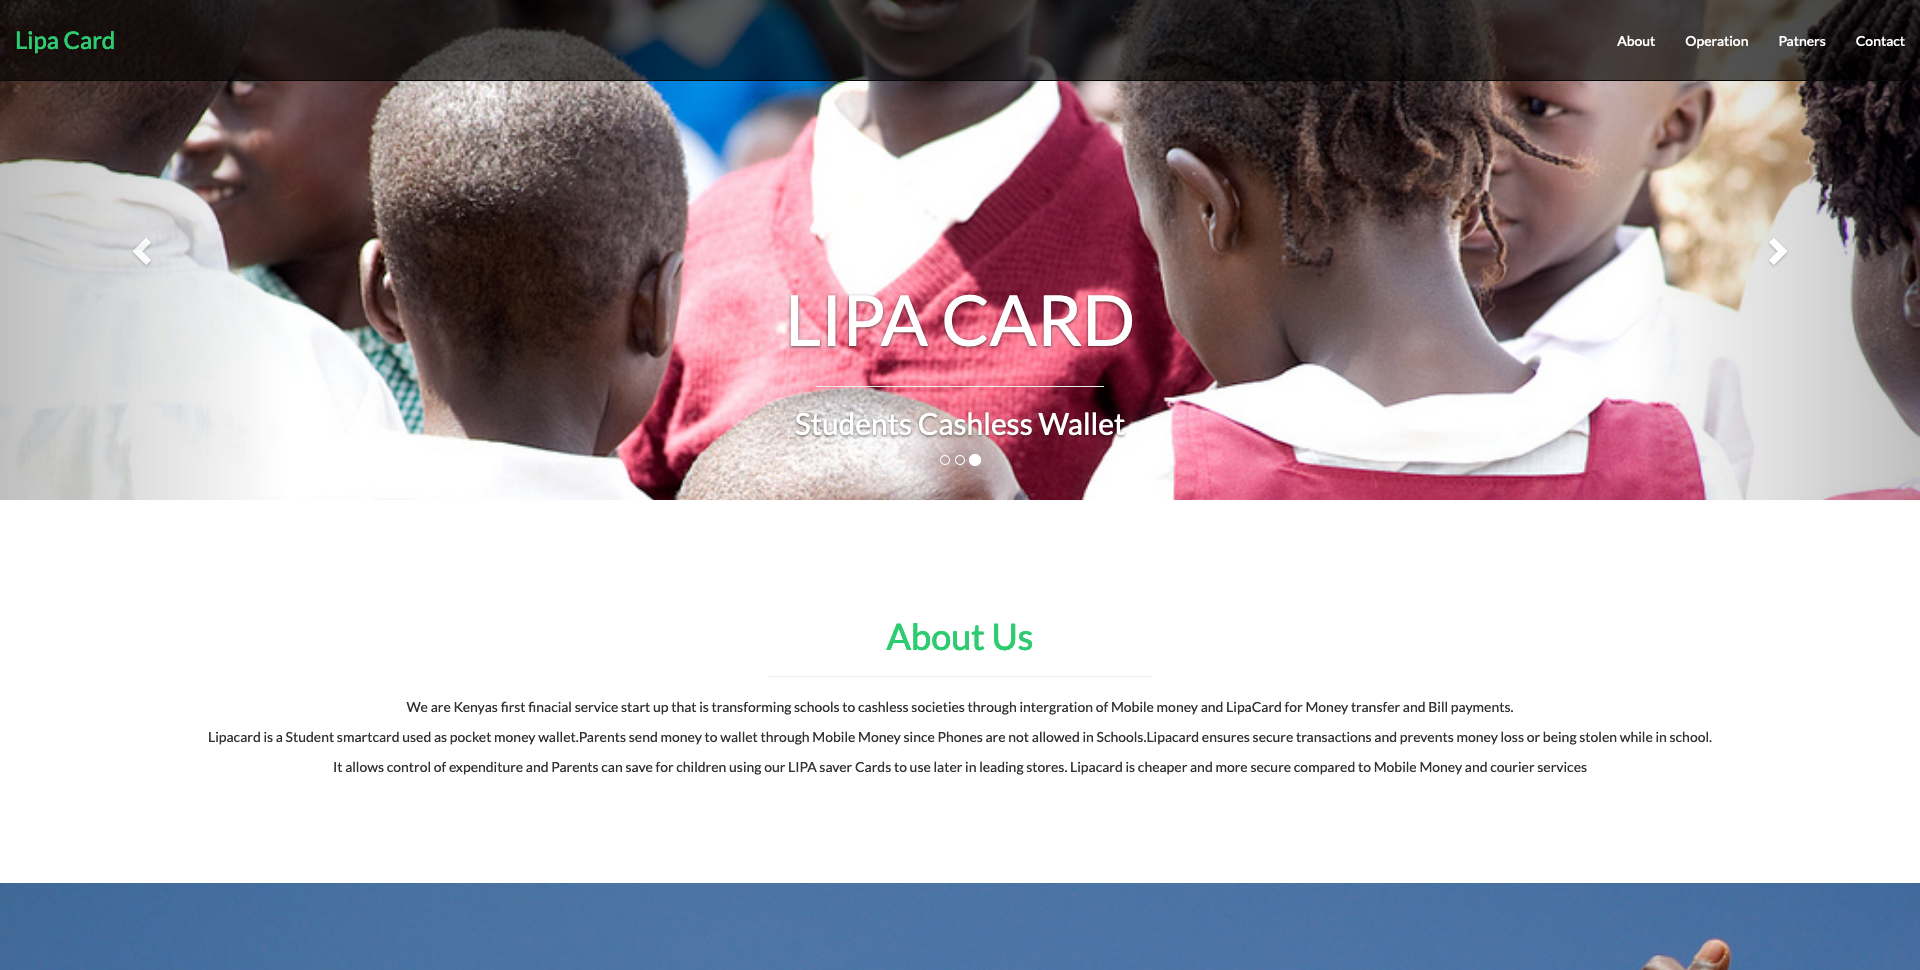 Lipa Card
About Operation Patners Contact
LIPA CARD
Students Cashless Wallet
About Us
We are Kenyas first finacial service start up that is transforming schools to cashless societies through intergration of Mobile money and LipaCard for Money transfer and Bill payments.
Lipacard is a Student smartcard used as pocket money wallet.Parents send money to wallet through Mobile Money since Phones are not allowed in Schools.Lipacard ensures secure transactions and prevents money loss or being stolen while in school.
It allows control of expenditure and Parents can save for children using our LIPA saver Cards to use later in leading stores. Lipacard is cheaper and more secure compared to Mobile Money and courier services